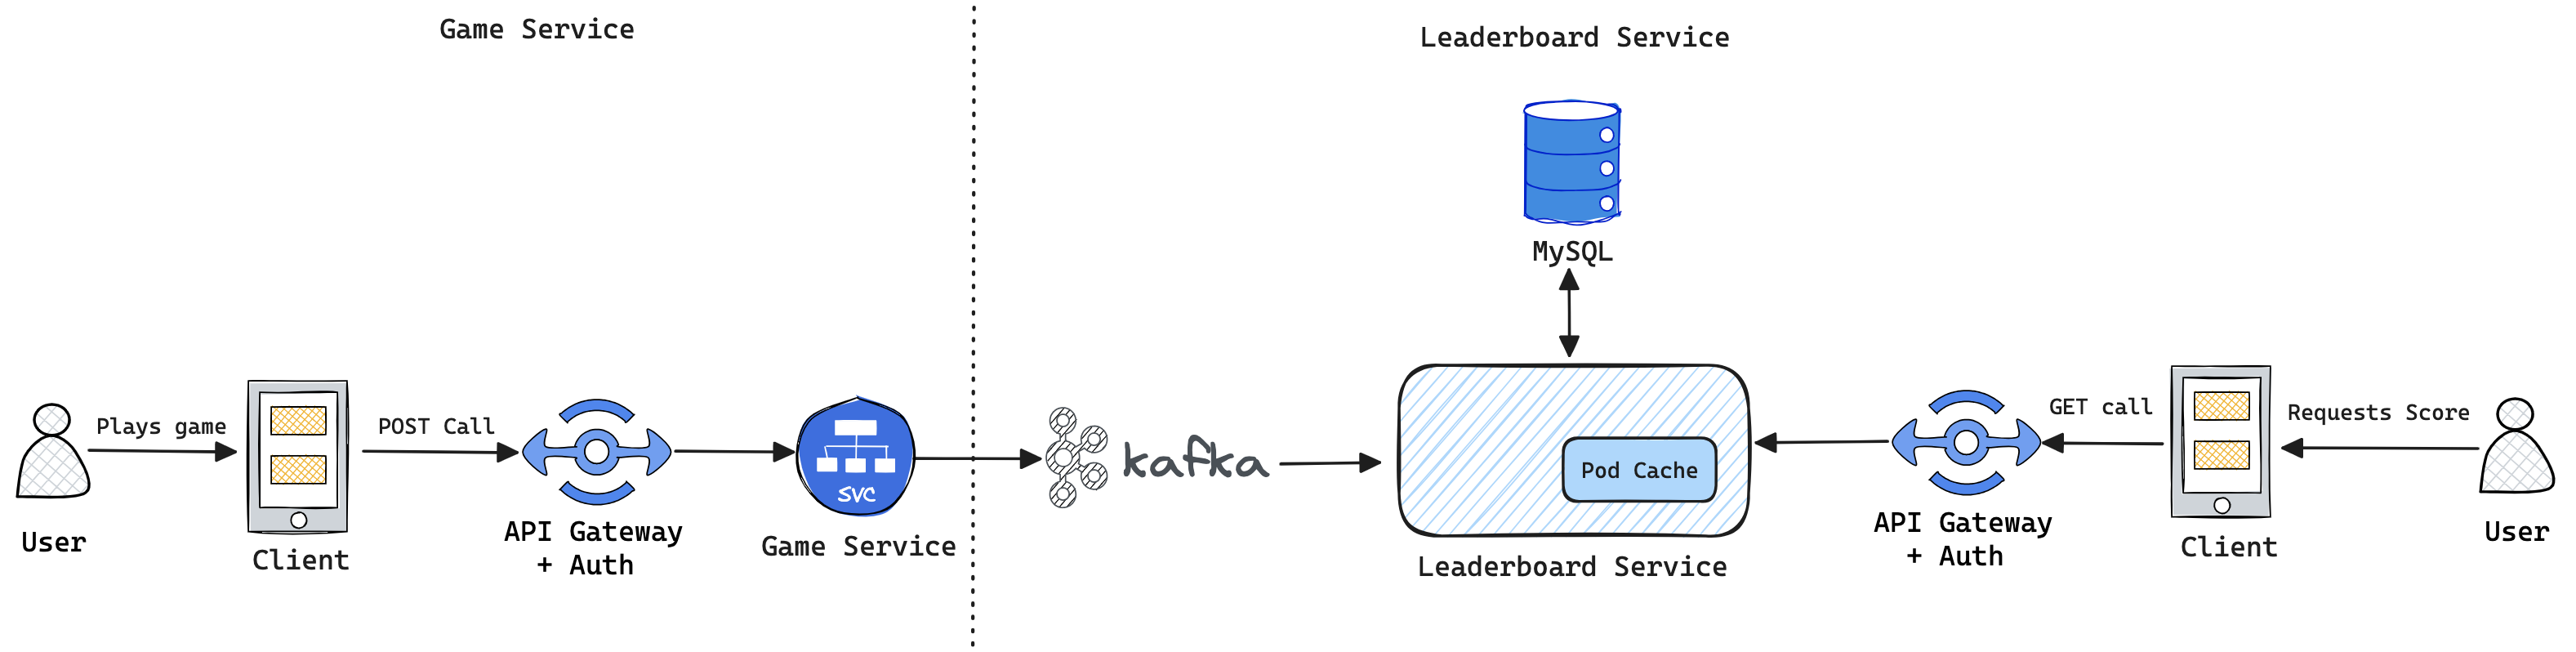 Game Service
Leaderboard Service
MySQL
Plays game
POST Call
SVC
kafka
Pod Cache
GET call
Requests Score
User
Client
API Gateway
+ Auth
Game Service
Leaderboard Service
API Gateway
+ Auth
Client
User